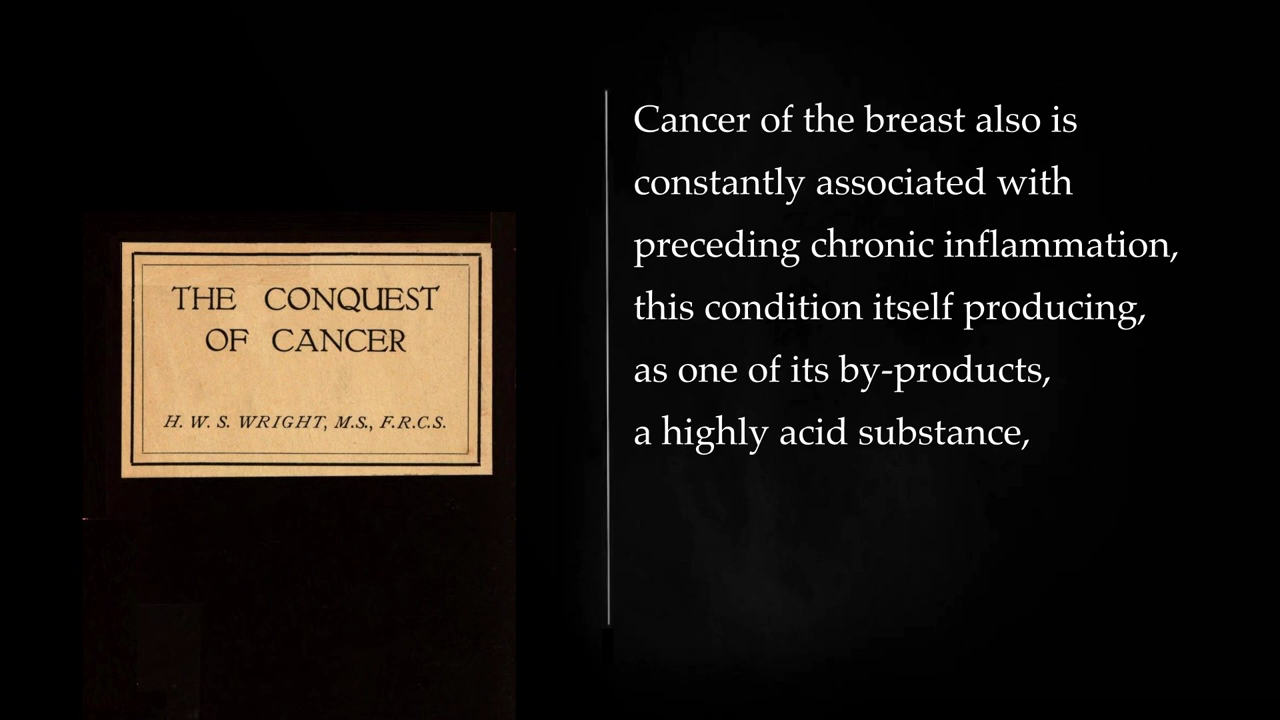 THE CONQUEST
OF CANCER
H. W. S. WRIGHT, M.S., F.R.C.S.
Cancer of the breast also is
constantly associated with
preceding chronic inflammation,
this condition itself producing,
as one of its by-products,
a highly acid substance,